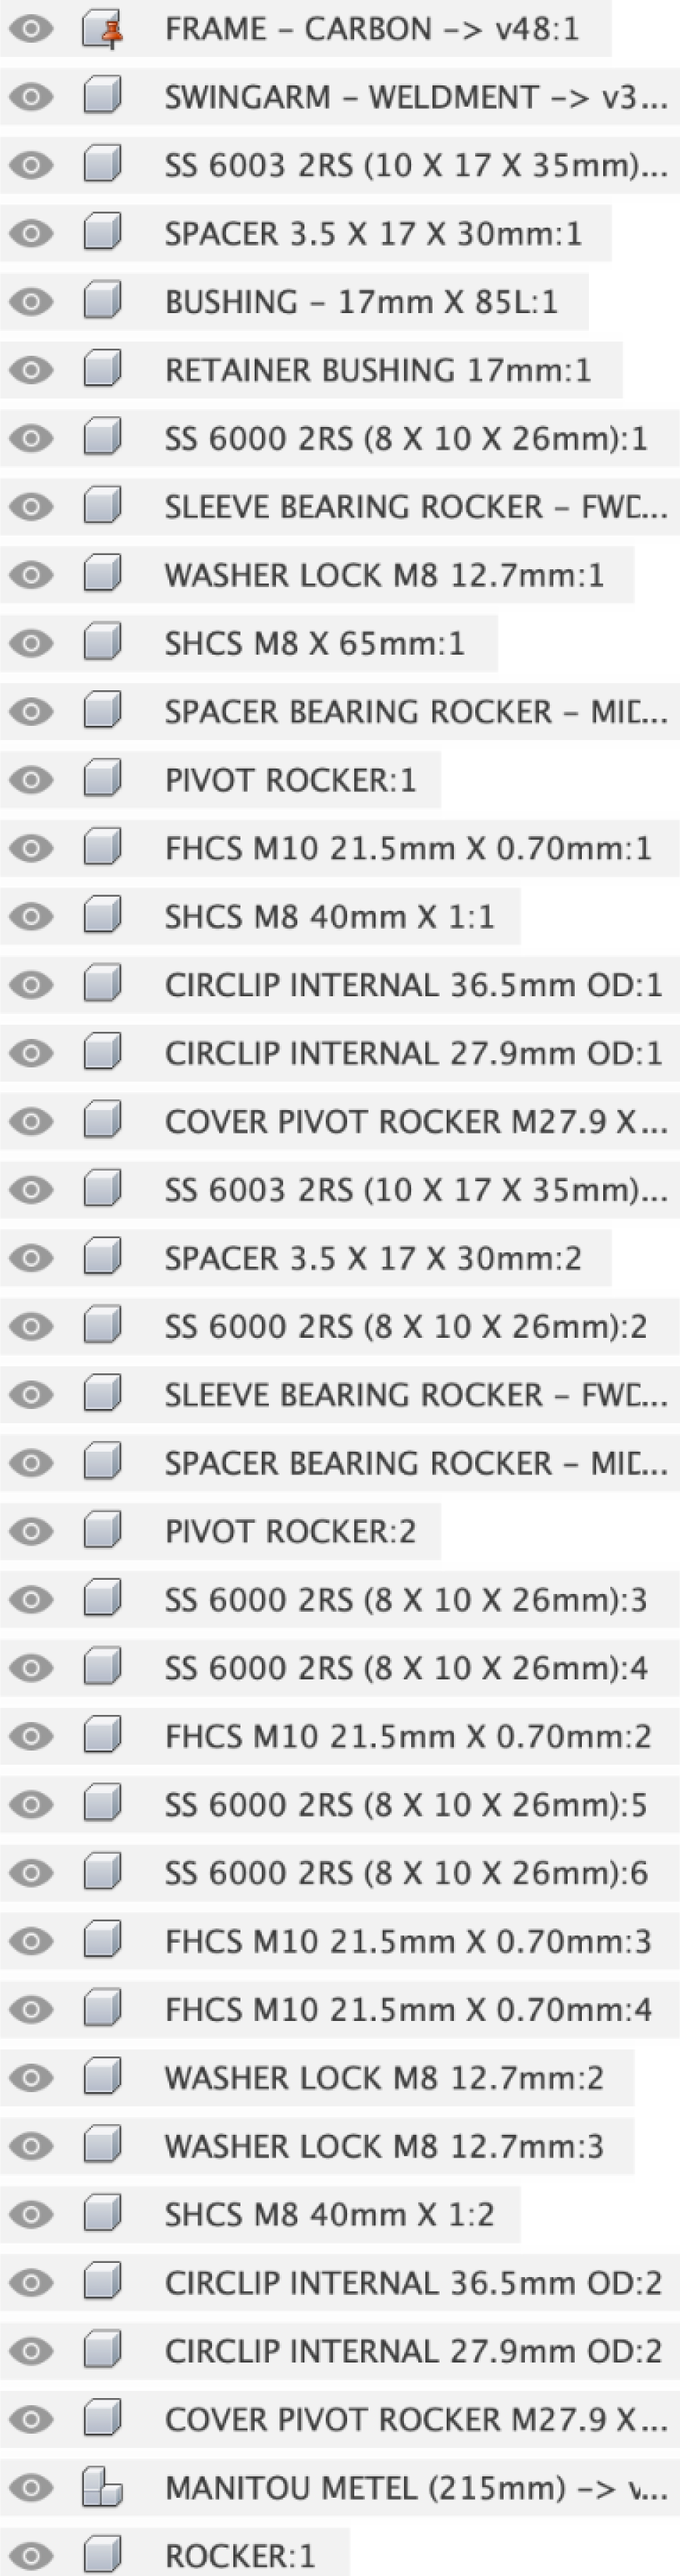 FRAME – CARBON –> v48:1
SWINGARM – WELDMENT –> v3...
SS 6003 2RS (10 X 17 X 35mm)...
SPACER 3.5 X 17 X 30mm:1
BUSHING – 17mm X 85L:1
RETAINER BUSHING 17mm:1
SS 6000 2RS (8 X 10 X 26mm):1
SLEEVE BEARING ROCKER – FWD...
WASHER LOCK M8 12.7mm:1
SHCS M8 X 65mm:1
SPACER BEARING ROCKER – MID...
PIVOT ROCKER:1
FHCS M10 21.5mm X 0.70mm:1
SHCS M8 40mm X 1:1
CIRCLIP INTERNAL 36.5mm OD:1
CIRCLIP INTERNAL 27.9mm OD:1
COVER PIVOT ROCKER M27.9 X...
SS 6003 2RS (10 X 17 X 35mm)...
SPACER 3.5 X 17 X 30mm:2
SS 6000 2RS (8 X 10 X 26mm):2
SLEEVE BEARING ROCKER – FWD...
SPACER BEARING ROCKER – MID...
PIVOT ROCKER:2
SS 6000 2RS (8 X 10 X 26mm):3
SS 6000 2RS (8 X 10 X 26mm):4
FHCS M10 21.5mm X 0.70mm:2
SS 6000 2RS (8 X 10 X 26mm):5
SS 6000 2RS (8 X 10 X 26mm):6
FHCS M10 21.5mm X 0.70mm:3
FHCS M10 21.5mm X 0.70mm:4
WASHER LOCK M8 12.7mm:2
WASHER LOCK M8 12.7mm:3
SHCS M8 40mm X 1:2
CIRCLIP INTERNAL 36.5mm OD:2
CIRCLIP INTERNAL 27.9mm OD:2
COVER PIVOT ROCKER M27.9 X...
MANITOU METEL (215mm) –> v...
ROCKER:1